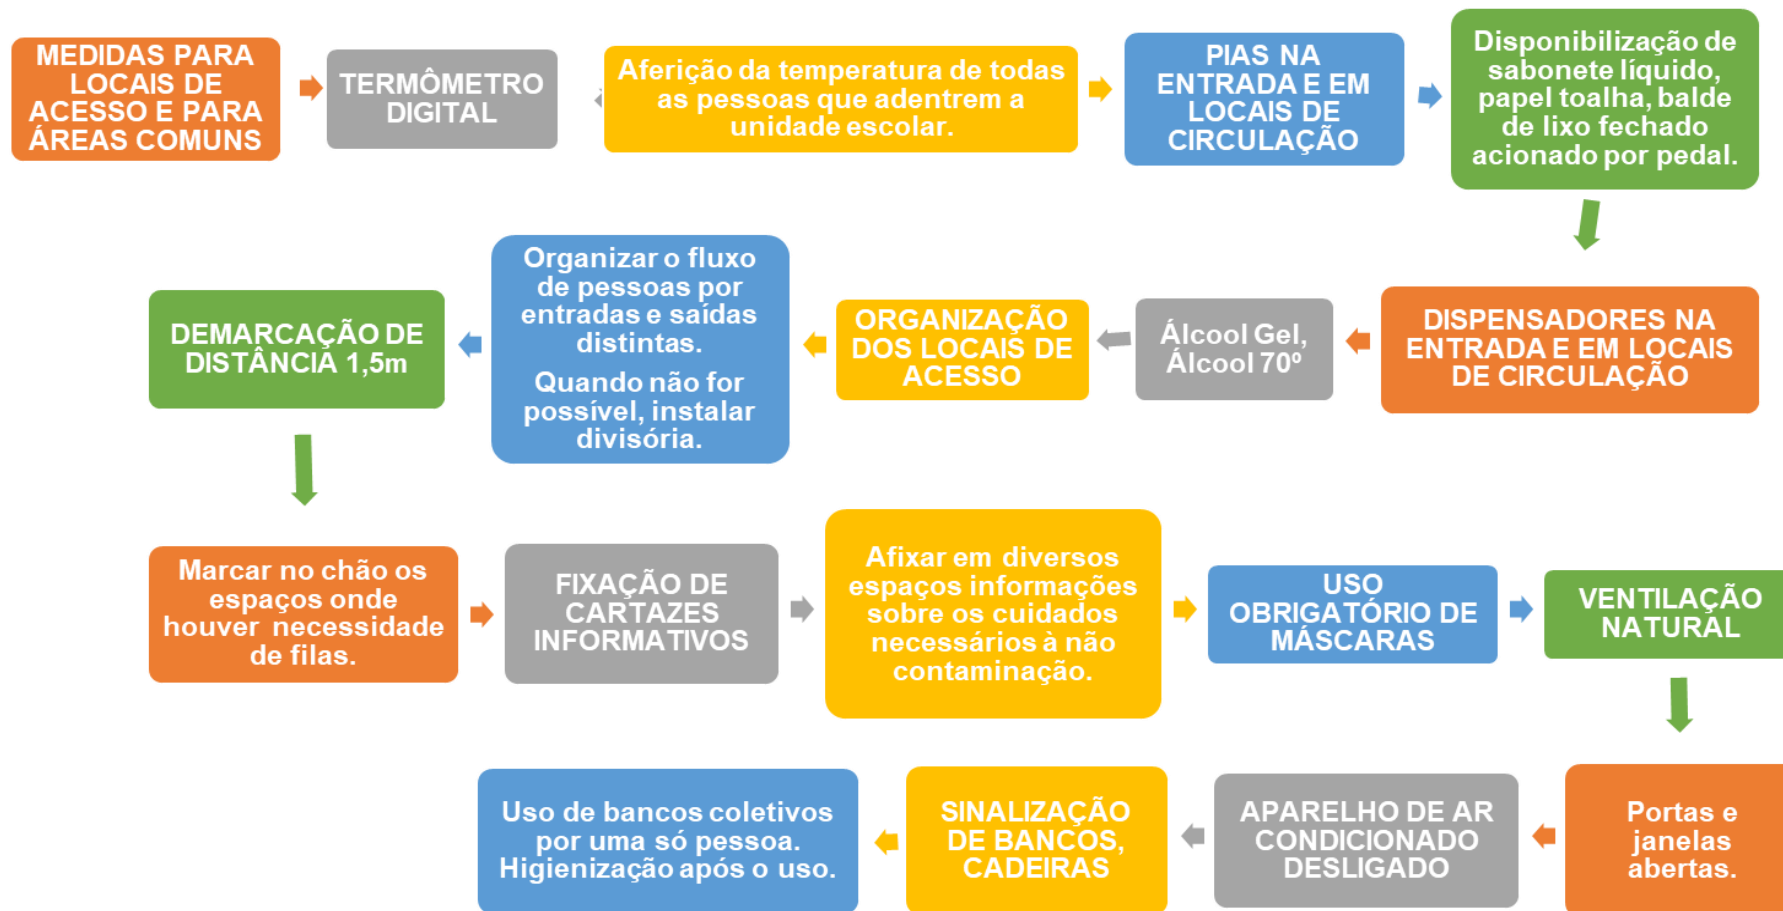 MEDIDAS PARA
LOCAIS DE
ACESSO E PARA
ÁREAS COMUNS
TERMÔMETRO
DIGITAL
Aferição da temperatura de todas
as pessoas que adentrem a
unidade escolar.
PIAS NA
ENTRADA E EM
LOCAIS DE
CIRCULAÇÃO
Disponibilização de
sabonete líquido,
papel toalha, balde
de lixo fechado
acionado por pedal.
DISPENSADORES NA
ENTRADA E EM LOCAIS
DE CIRCULAÇÃO
Álcool Gel,
Álcool 70º
ORGANIZAÇÃO
DOS LOCAIS DE
ACESSO
Organizar o fluxo
de pessoas por
entradas e saídas
distintas.
Quando não for
possível, instalar
divisória.
DEMARCAÇÃO DE
DISTÂNCIA 1,5m
Marcar no chão os
espaços onde
houver necessidade
de filas.
FIXAÇÃO DE
CARTAZES
INFORMATIVOS
Afixar em diversos
espaços informações
sobre os cuidados
necessários à não
contaminação.
USO
OBRIGATÓRIO DE
MÁSCARAS
VENTILAÇÃO
NATURAL
Portas e
janelas
abertas.
APARELHO DE AR
CONDICIONADO
DESLIGADO
SINALIZAÇÃO
DE BANCOS,
CADEIRAS
Uso de bancos coletivos
por uma só pessoa.
Higienização após o uso.